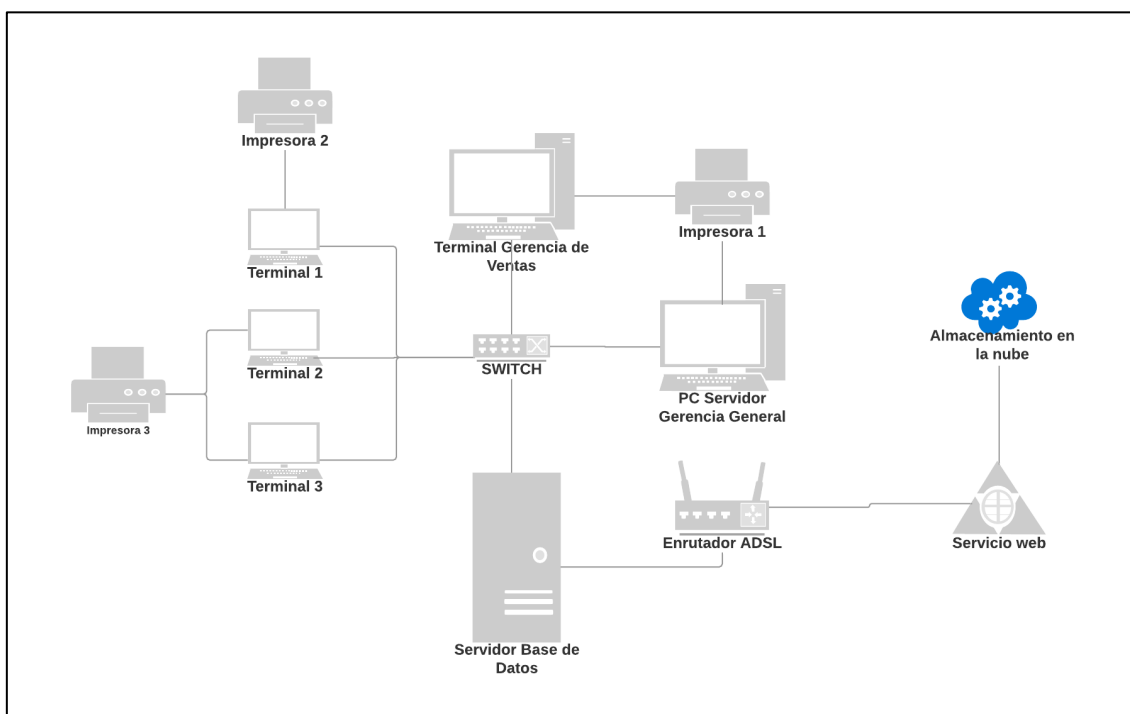 Impresora 2
Terminal Gerencia de
Ventas
Impresora 1
Terminal 1
Almacenamiento en
la nube
Terminal 2
SWITCH
PC Servidor
Gerencia General
Impresora 3
Terminal 3
Enrutador ADSL
Servicio web
Servidor Base de
Datos